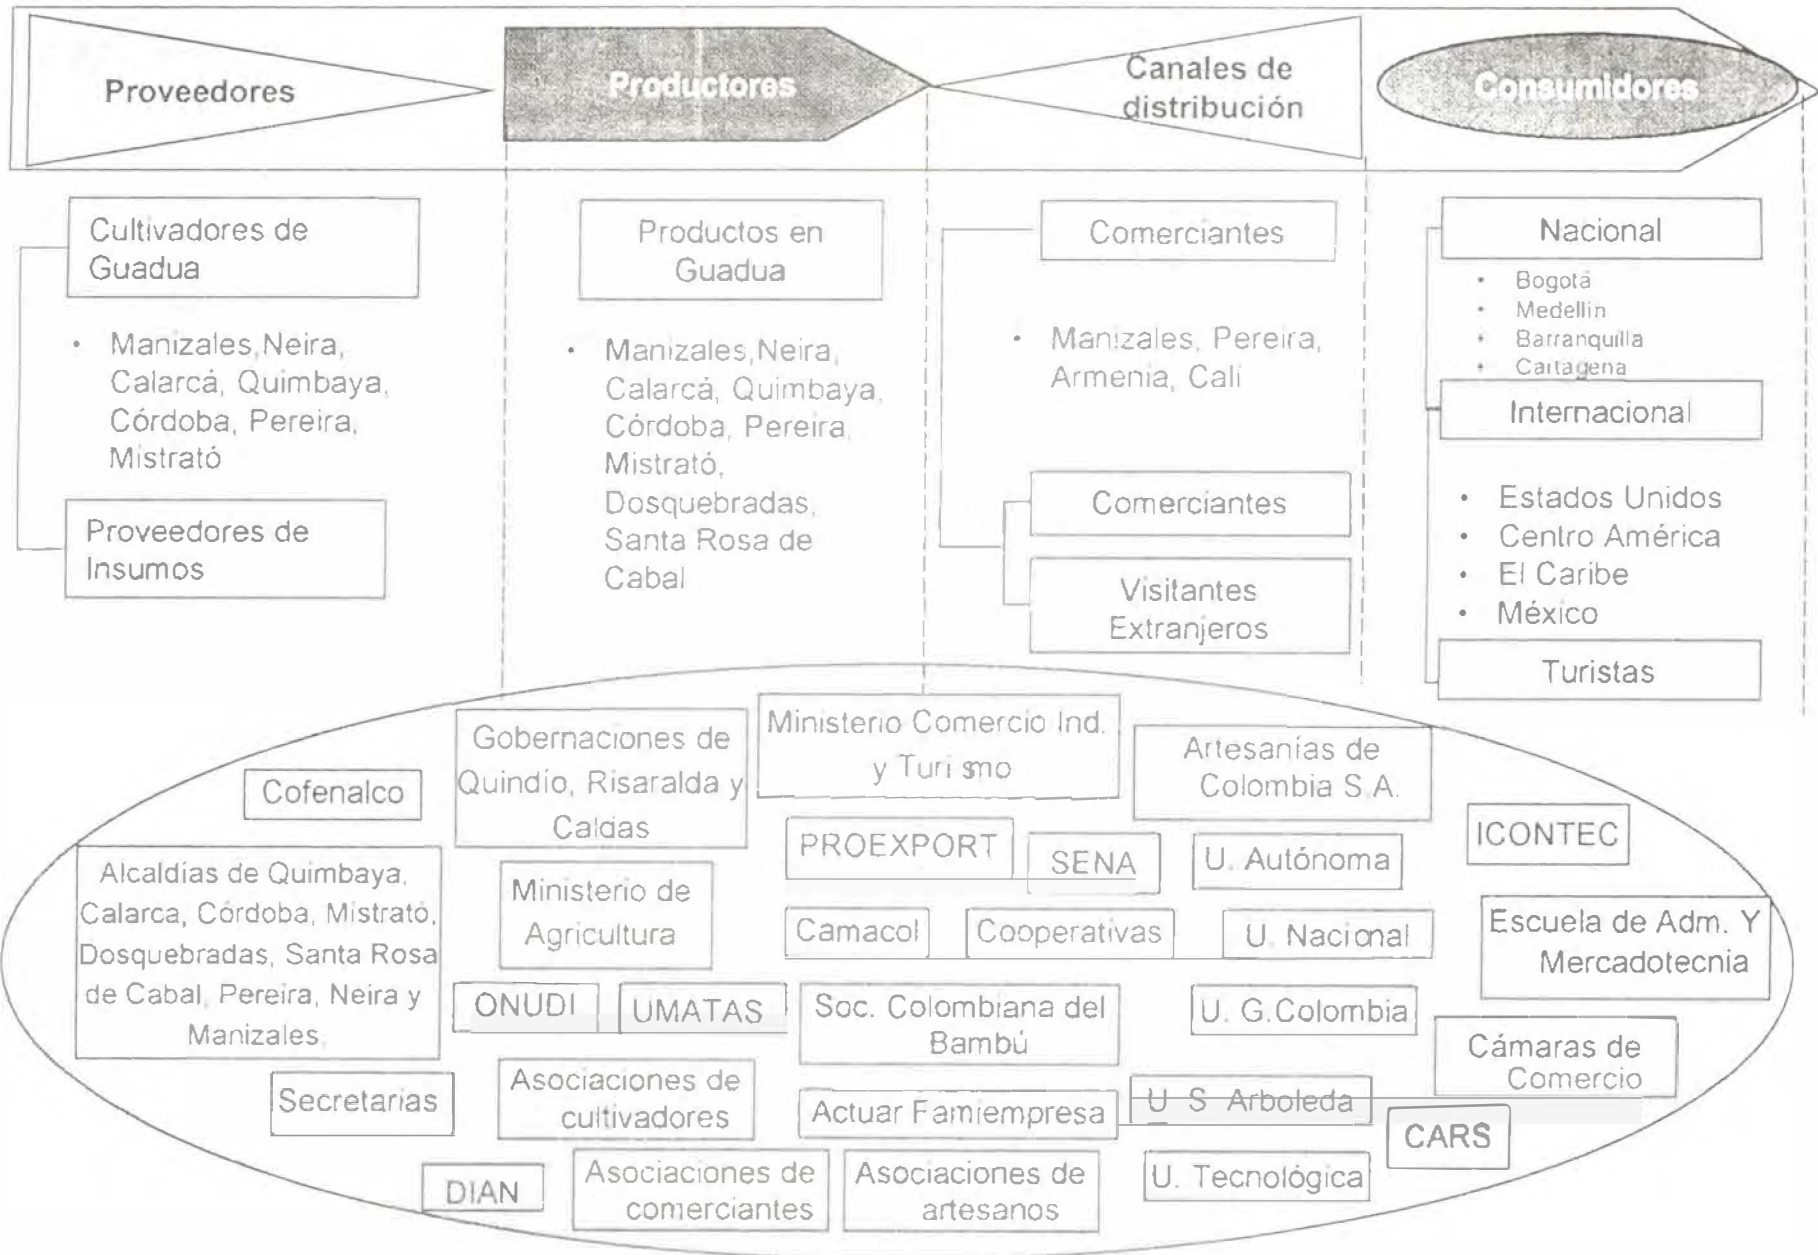 Proveedores
Productores
Canales de
distribución
Consumidores
Cultivadores de
Guadua
• Manizales,Neira,
Calarcá, Quimbaya,
Córdoba, Pereira,
Mistrató
Proveedores de
Insumos
Productos en
Guadua
• Manizales,Neira,
Calarcá, Quimbaya,
Córdoba, Pereira,
Mistrató,
Dosquebradas,
Santa Rosa de
Cabal
Comerciantes
• Manizales, Pereira,
Armenia, Cali
Comerciantes
Visitantes
Extranjeros
Nacional
• Bogotá
• Medellín
• Barranquilla
• Cartagena
Internacional
• Estados Unidos
• Centro América
• El Caribe
• México
Turistas
Cofenalco
Gobernaciones de
Quindío, Risaralda y
Caldas
Ministerio Comercio Ind.
y Turismo
Artesanías de
Colombia S.A.
ICONTEC
Alcaldías de Quimbaya,
Calarca, Córdoba, Mistrató,
Dosquebradas, Santa Rosa
de Cabal, Pereira, Neira y
Manizales.
Ministerio de
Agricultura
PROEXPORT
SENA
U. Autónoma
Camacol
Cooperativas
U. Nacional
Escuela de Adm. Y
Mercadotecnia
ONUDI
UMATAS
Soc. Colombiana del
Bambú
U. G.Colombia
Cámaras de
Comercio
Secretarias
Asociaciones de
cultivadores
Actuar Famiempresa
U S Arboleda
CARS
DIAN
Asociaciones de
comerciantes
Asociaciones de
artesanos
U. Tecnológica